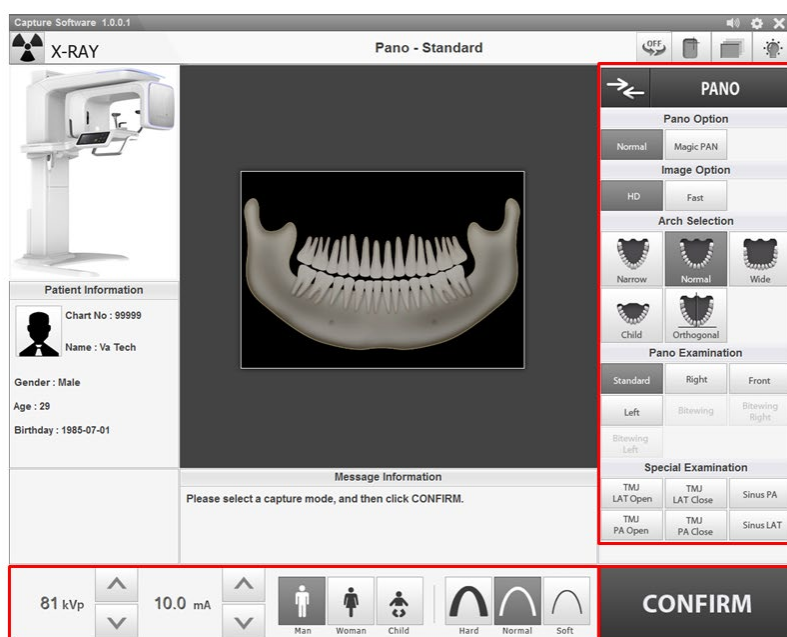 Capture Software 1.0.0.1
X-RAY
Pano - Standard
OFF
PANO
Pano Option
Normal
Magic PAN
Image Option
HD
Fast
Arch Selection
Narrow
Normal
Wide
Child
Orthogonal
Pano Examination
Standard
Right
Front
Left
Bitewing
Bitewing
Right
Bitewing
Left
Special Examination
TMJ
LAT Open
TMJ
LAT Close
Sinus PA
TMJ
PA Open
TMJ
PA Close
Sinus LAT
Patient Information
Chart No : 99999
Name : Va Tech
Gender : Male
Age : 29
Birthday : 1985-07-01
Message Information
Please select a capture mode, and then click CONFIRM.
81 kVp
10.0 mA
Man
Woman
Child
Hard
Normal
Soft
CONFIRM